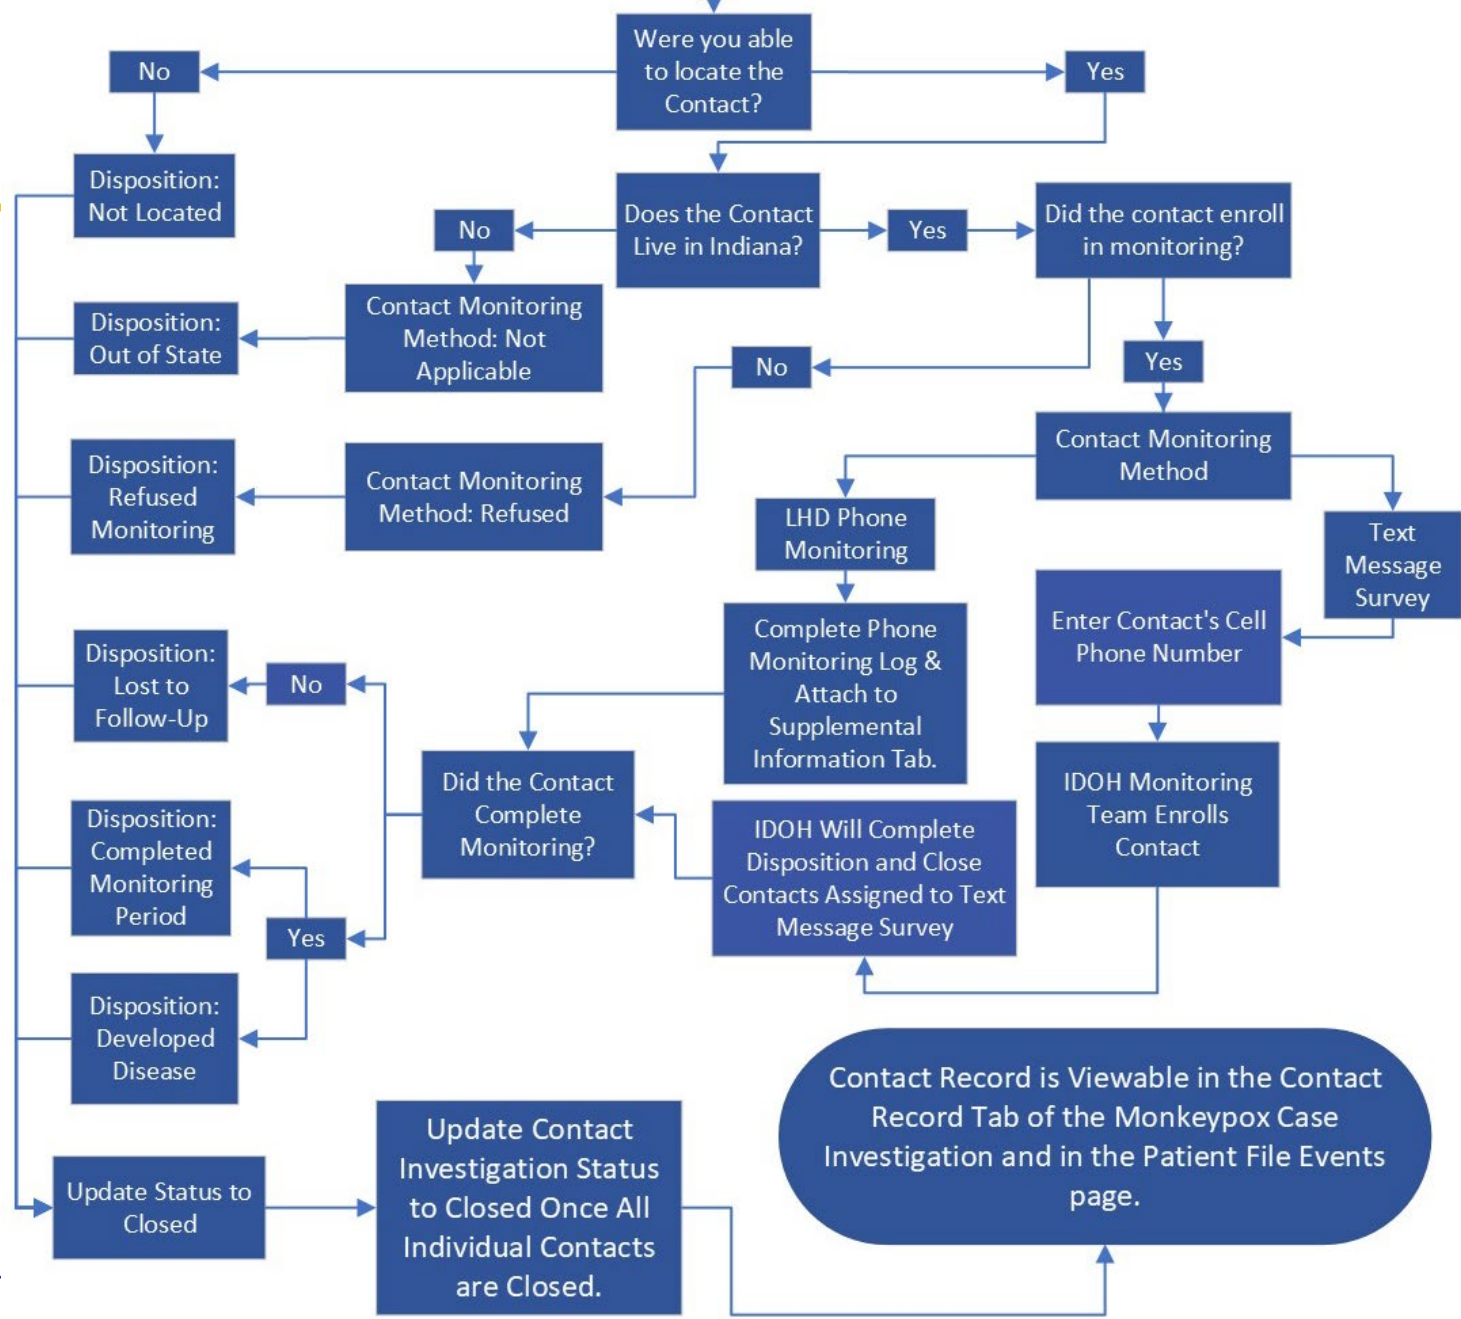 Were you able
to locate the
Contact?
No
Yes
Disposition:
Not Located
Does the Contact
Live in Indiana?
No
Yes
Did the contact enroll
in monitoring?
Contact Monitoring
Method: Not
Applicable
Disposition:
Out of State
No
Yes
Contact Monitoring
Method
Disposition:
Refused
Monitoring
Contact Monitoring
Method: Refused
LHD Phone
Monitoring
Text
Message
Survey
Enter Contact's Cell
Phone Number
Complete Phone
Monitoring Log &
Attach to
Supplemental
Information Tab.
Disposition:
Lost to
Follow-Up
No
Did the Contact
Complete
Monitoring?
IDOH Monitoring
Team Enrolls
Contact
IDOH Will Complete
Disposition and Close
Contacts Assigned to Text
Message Survey
Disposition:
Completed
Monitoring
Period
Yes
Disposition:
Developed
Disease
Contact Record is Viewable in the Contact
Record Tab of the Monkeypox Case
Investigation and in the Patient File Events
page.
Update Status to
Closed
Update Contact
Investigation Status
to Closed Once All
Individual Contacts
are Closed.